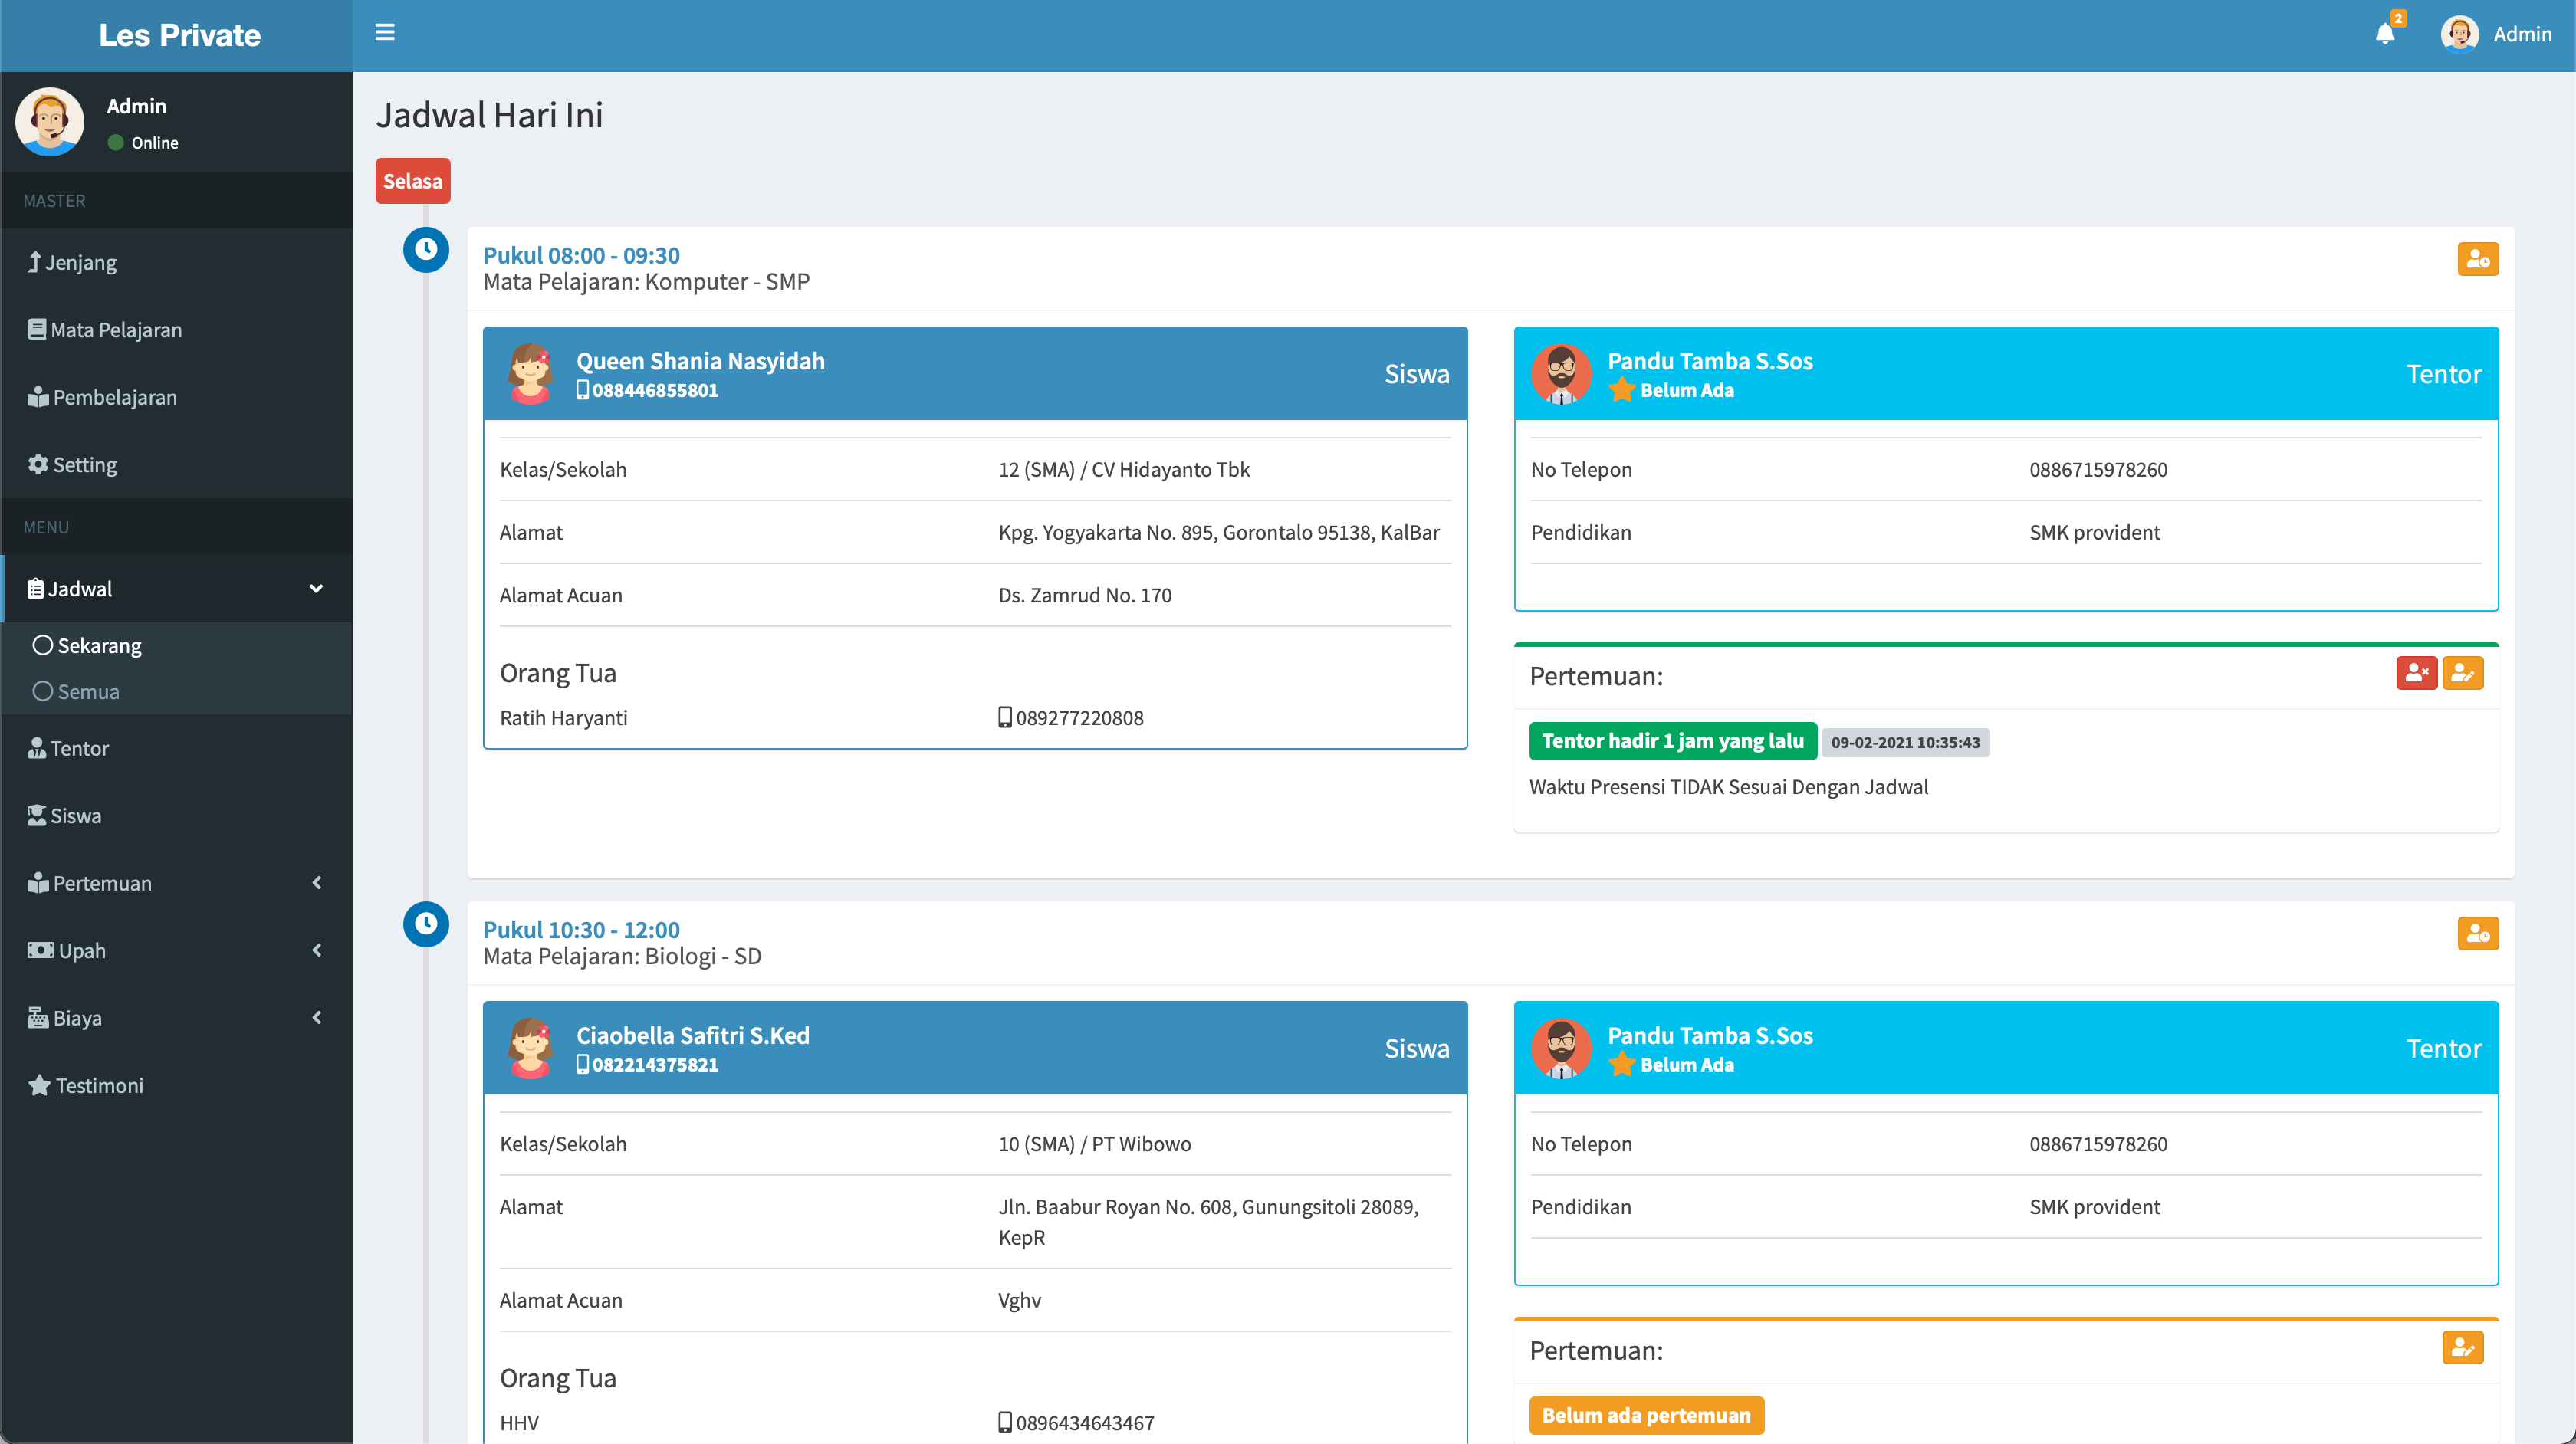 Les Private
2
Admin
Admin
Online
MASTER
Jenjang
Mata Pelajaran
Pembelajaran
Setting
MENU
Jadwal
Sekarang
Semua
Tentor
Siswa
Pertemuan
Upah
Biaya
Testimoni
Jadwal Hari Ini
Selasa
Pukul 08:00 - 09:30
Mata Pelajaran: Komputer - SMP
Queen Shania Nasyidah
088446855801
Siswa
Kelas/Sekolah 12 (SMA) / CV Hidayanto Tbk
Alamat Kpg. Yogyakarta No. 895, Gorontalo 95138, KalBar
Alamat Acuan Ds. Zamrud No. 170
Orang Tua
Ratih Haryanti 089277220808
Pandu Tamba S.Sos
Belum Ada
Tentor
No Telepon 0886715978260
Pendidikan SMK provident
Pertemuan:
Tentor hadir 1 jam yang lalu 09-02-2021 10:35:43
Waktu Presensi TIDAK Sesuai Dengan Jadwal
Pukul 10:30 - 12:00
Mata Pelajaran: Biologi - SD
Ciaobella Safitri S.Ked
082214375821
Siswa
Kelas/Sekolah 10 (SMA) / PT Wibowo
Alamat Jln. Baabur Royan No. 608, Gunungsitoli 28089,
KepR
Alamat Acuan Vghv
Orang Tua
HHV 0896434643467
Pandu Tamba S.Sos
Belum Ada
Tentor
No Telepon 0886715978260
Pendidikan SMK provident
Pertemuan:
Belum ada pertemuan